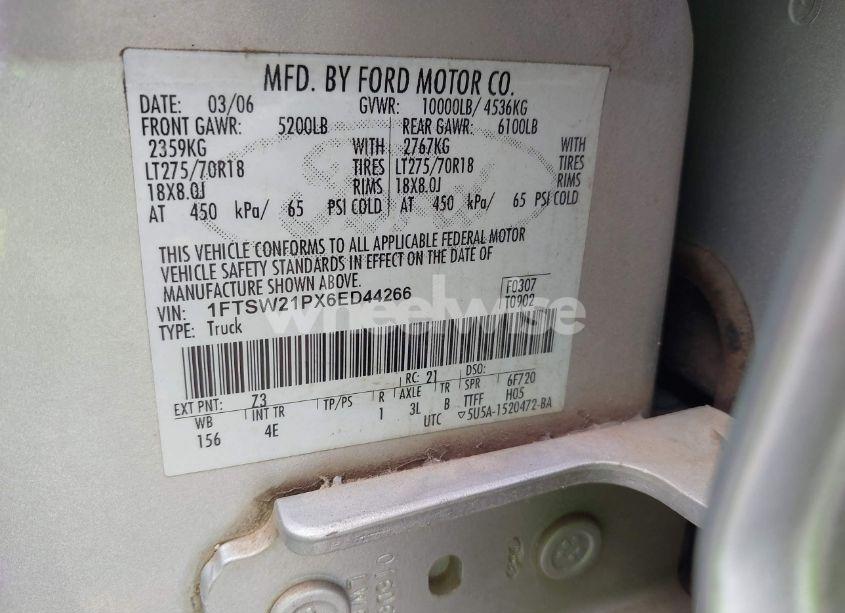 MFD. BY FORD MOTOR CO.
DATE: 03/06 GVWR: 10000LB/ 4536KG
FRONT GAWR: 5200LB REAR GAWR: 6100LB
2359KG WITH 2767KG WITH
LT275/70R18 TIRES LT275/70R18 TIRES
18X8.0J RIMS 18X8.0J RIMS
AT 450 kPa/ 65 PSI COLD AT 450 kPa/ 65 PSI COLD
THIS VEHICLE CONFORMS TO ALL APPLICABLE FEDERAL MOTOR
VEHICLE SAFETY STANDARDS IN EFFECT ON THE DATE OF
MANUFACTURE SHOWN ABOVE.
VIN: 1FTSW21PX6ED44266
F0307
T0902
TYPE: Truck
wheelwise
EXT PNT: Z3 RC: 21 DSO:
WB INT TR TP/PS R AXLE TR SPR 6F720
156 4E 1 3L B TTFF H05
UTC ▽5U5A-1520472-BA